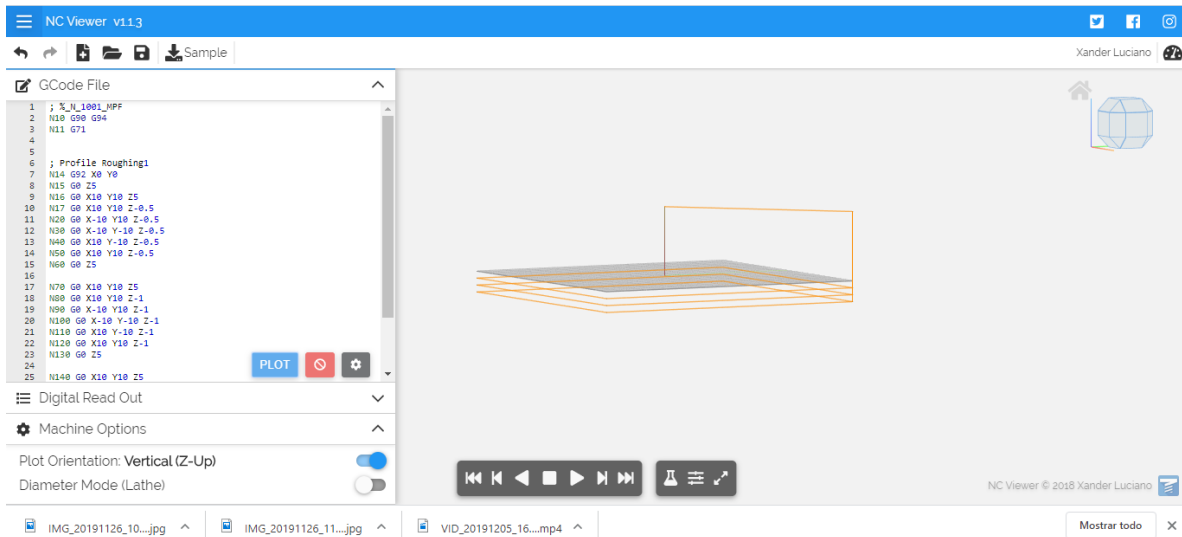 NC Viewer v1.1.3
Sample
Xander Luciano
GCode File
1 ; %_N_1001_MPF
2 N10 G90 G94
3 N11 G71
4
5
6 ; Profile Roughing1
7 N14 G92 X0 Y0
8 N15 G0 Z5
9 N16 G0 X10 Y10 Z5
10 N17 G0 X10 Y10 Z-0.5
11 N20 G0 X-10 Y10 Z-0.5
12 N30 G0 X-10 Y-10 Z-0.5
13 N40 G0 X10 Y-10 Z-0.5
14 N50 G0 X10 Y10 Z-0.5
15 N60 G0 Z5
16
17 N70 G0 X10 Y10 Z5
18 N80 G0 X10 Y10 Z-1
19 N90 G0 X-10 Y10 Z-1
20 N100 G0 X-10 Y-10 Z-1
21 N110 G0 X10 Y-10 Z-1
22 N120 G0 X10 Y10 Z-1
23 N130 G0 Z5
24
25 N140 G0 X10 Y10 Z5
PLOT
Digital Read Out
Machine Options
Plot Orientation: Vertical (Z-Up)
Diameter Mode (Lathe)
NC Viewer © 2018 Xander Luciano
IMG_20191126_10....jpg
IMG_20191126_11....jpg
VID_20191205_16....mp4
Mostrar todo